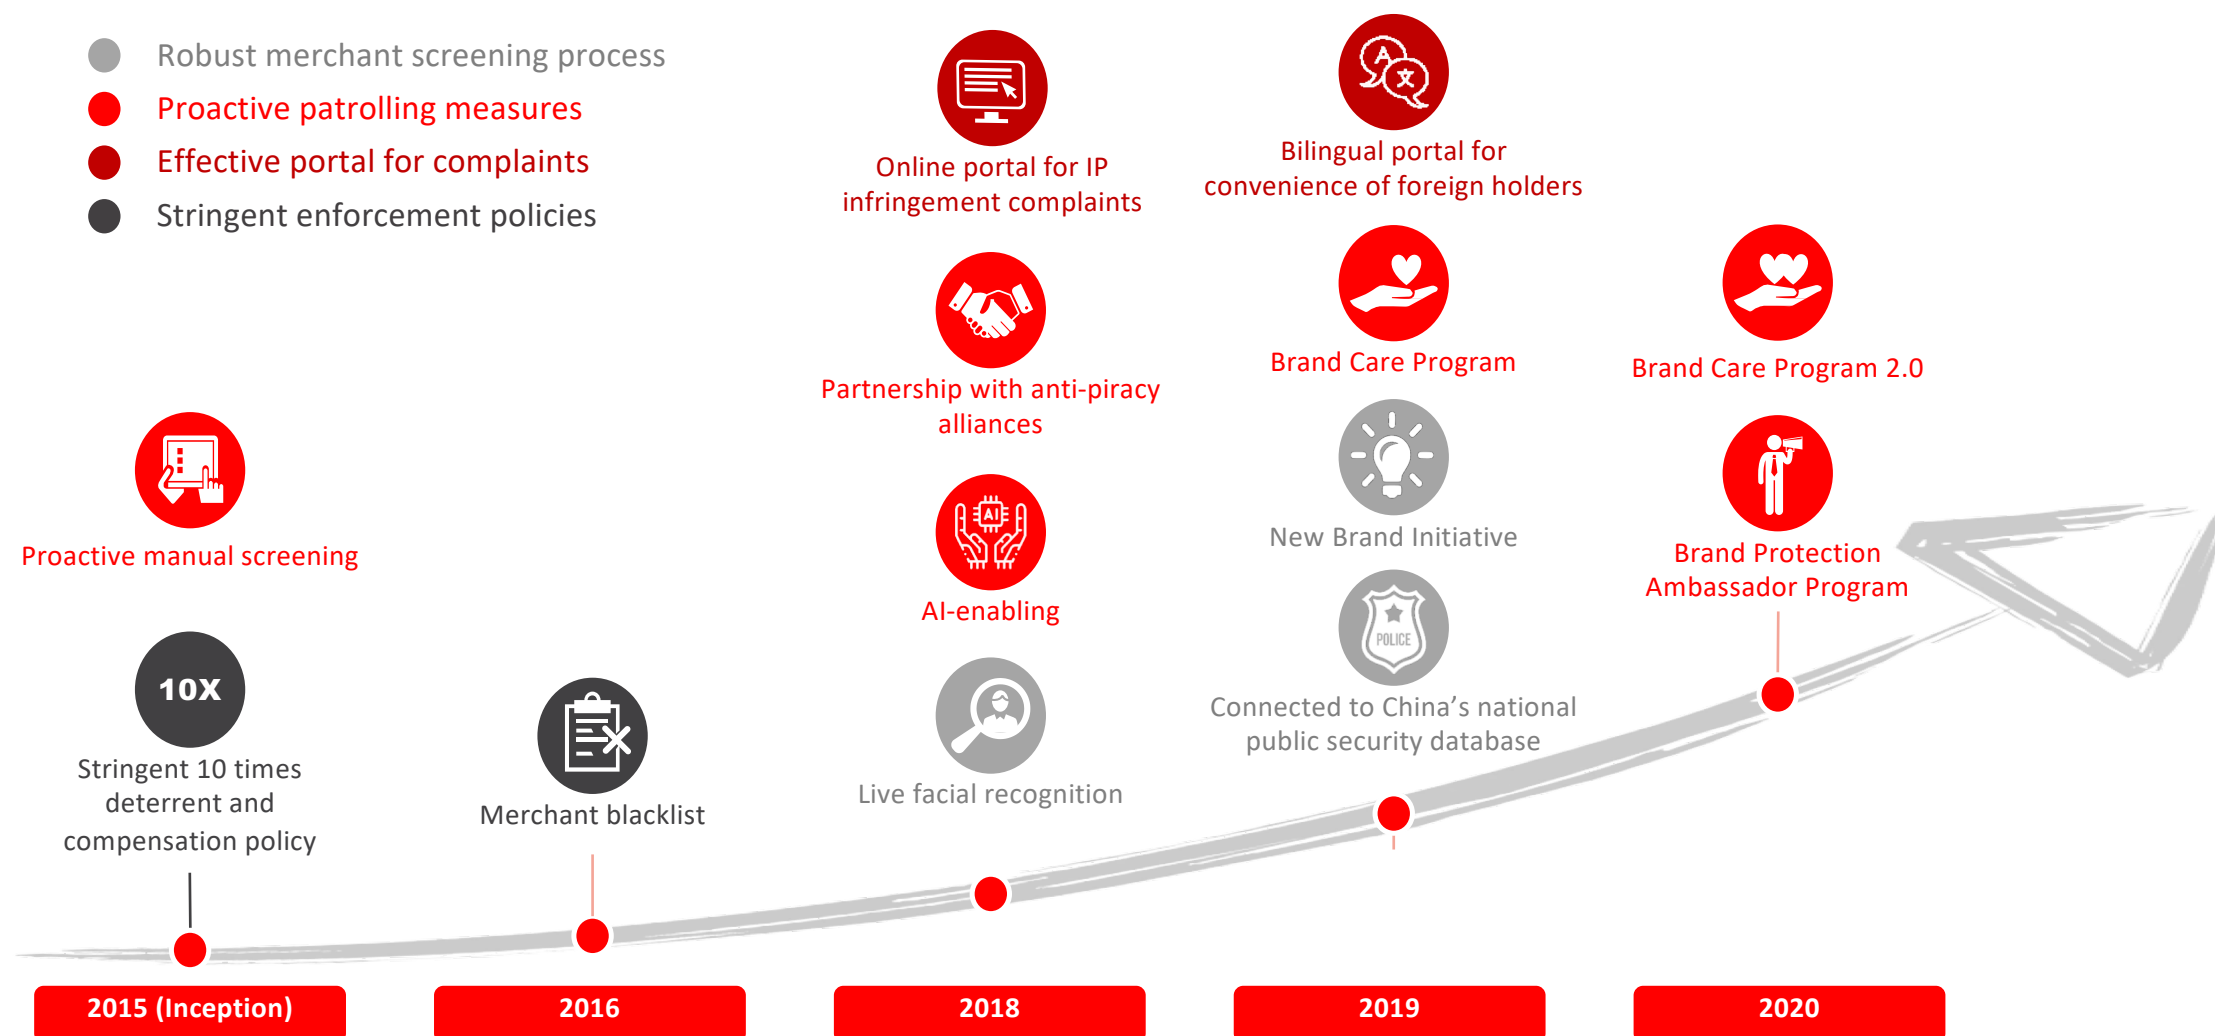 Robust merchant screening process
Proactive patrolling measures
Effective portal for complaints
Stringent enforcement policies
Proactive manual screening
10X
Stringent 10 times
deterrent and
compensation policy
Merchant blacklist
Online portal for IP
infringement complaints
Partnership with anti-piracy
alliances
AI
AI-enabling
Live facial recognition
A
文
Bilingual portal for
convenience of foreign holders
Brand Care Program
New Brand Initiative
POLICE
Connected to China’s national
public security database
Brand Care Program 2.0
Brand Protection
Ambassador Program
2015 (Inception)
2016
2018
2019
2020